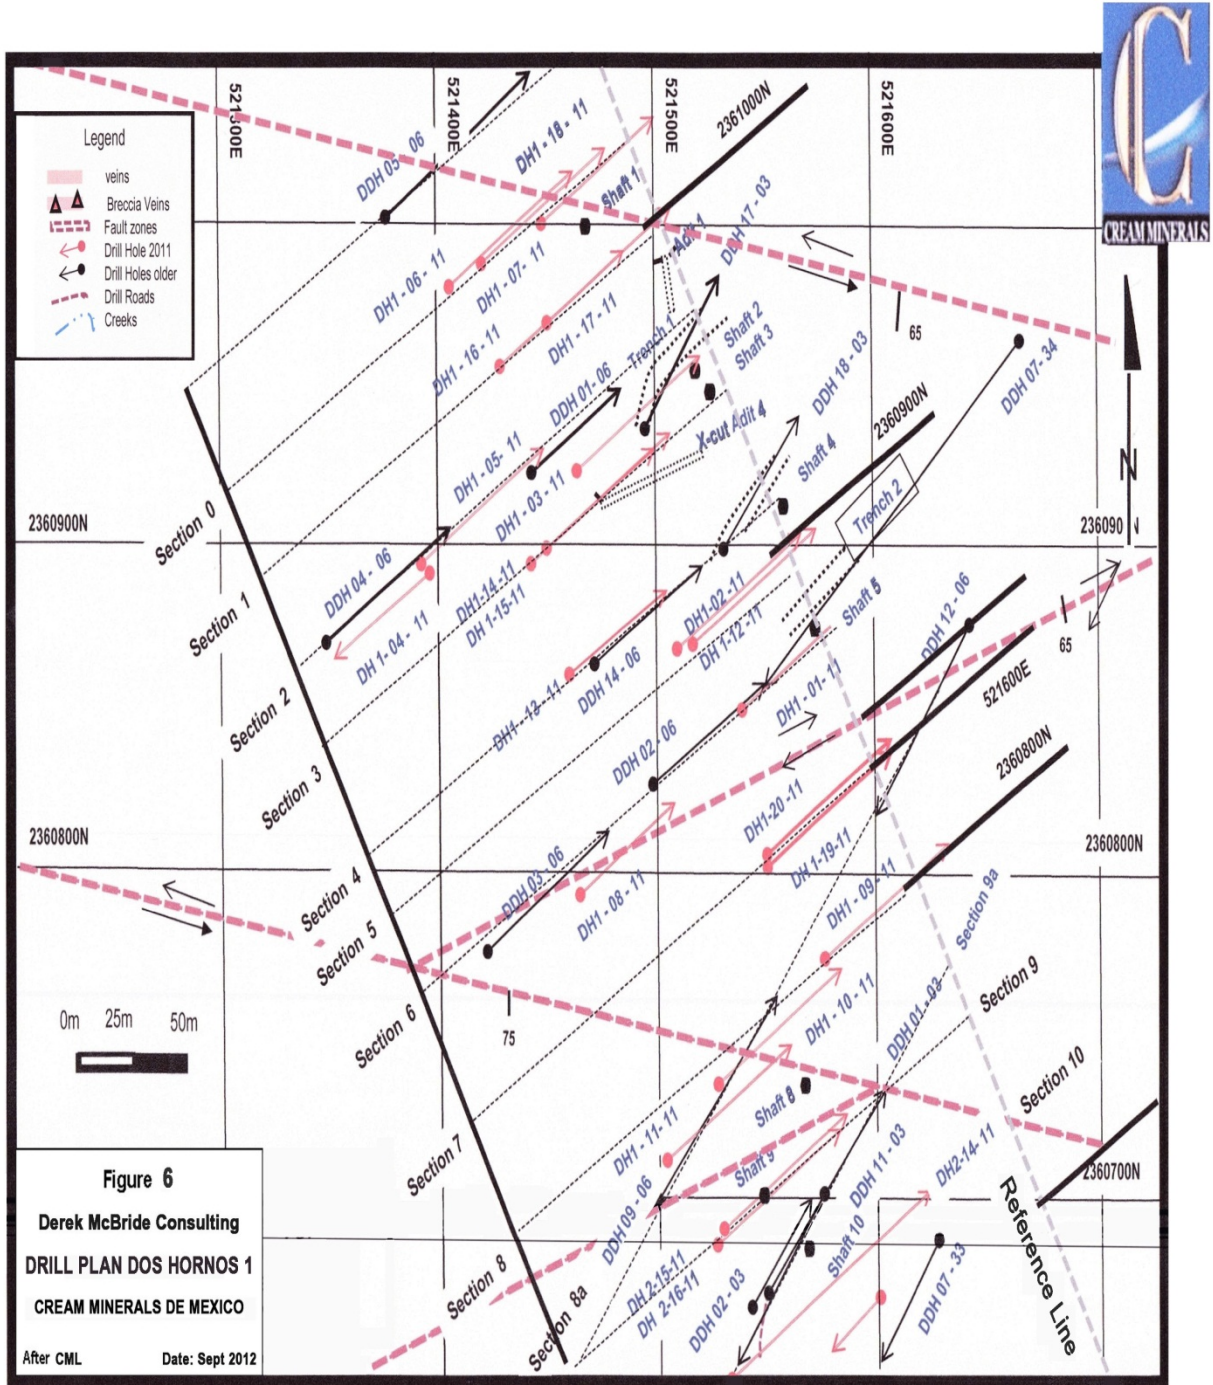 C
CREAM MINERALS
Legend
veins
Breccia Veins
Fault zones
Drill Hole 2011
Drill Holes older
Drill Roads
Creeks
521300E
521400E
521500E
521600E
2361000N
DDH 05 - 06
DH1 - 18 - 11
Shaft 1
DH1 - 06 - 11
DH1 - 07 - 11
Adit 1
DDH 17 - 03
DH1 - 16 - 11
DH1 - 17 - 11
Trench 1
Shaft 2
Shaft 3
65
DDH 07 - 34
DDH 01- 06
DDH 18 - 03
2360900N
X-cut Adit 4
DH1 - 05- 11
DH1 - 03 - 11
Shaft 4
Trench 2
N
2360900N
236090
Section 0
DDH 04 - 06
DH1-14-11
DH 1-15-11
DH1-02-11
DH 1-12 -11
Shaft 5
DDH 12 - 06
65
Section 1
DH 1- 04 - 11
DH1 - 13 - 11
DDH 14 - 06
Section 2
DDH 02 - 06
DH1 - 01- 11
521600E
2360800N
Section 3
2360800N
DH1-20 -11
DH 1-19-11
2360800N
Section 4
DDH 03 - 06
DH1 - 08 - 11
DH1 - 09 - 11
Section 9a
Section 5
Section 6
75
DH1 - 10 - 11
DDH 01 - 03
Section 9
0m 25m 50m
Section 10
Section 7
DH1 - 11- 11
Shaft 8
Shaft 9
DDH 11 - 03
DH2-14- 11
2360700N
DDH 09 - 06
Shaft 10
Reference Line
Section 8
Section 8a
DH 2-15-11
DH 2-16-11
DDH 02 - 03
DDH 07 - 33
Figure 6
Derek McBride Consulting
DRILL PLAN DOS HORNOS 1
CREAM MINERALS DE MEXICO
After CML Date: Sept 2012